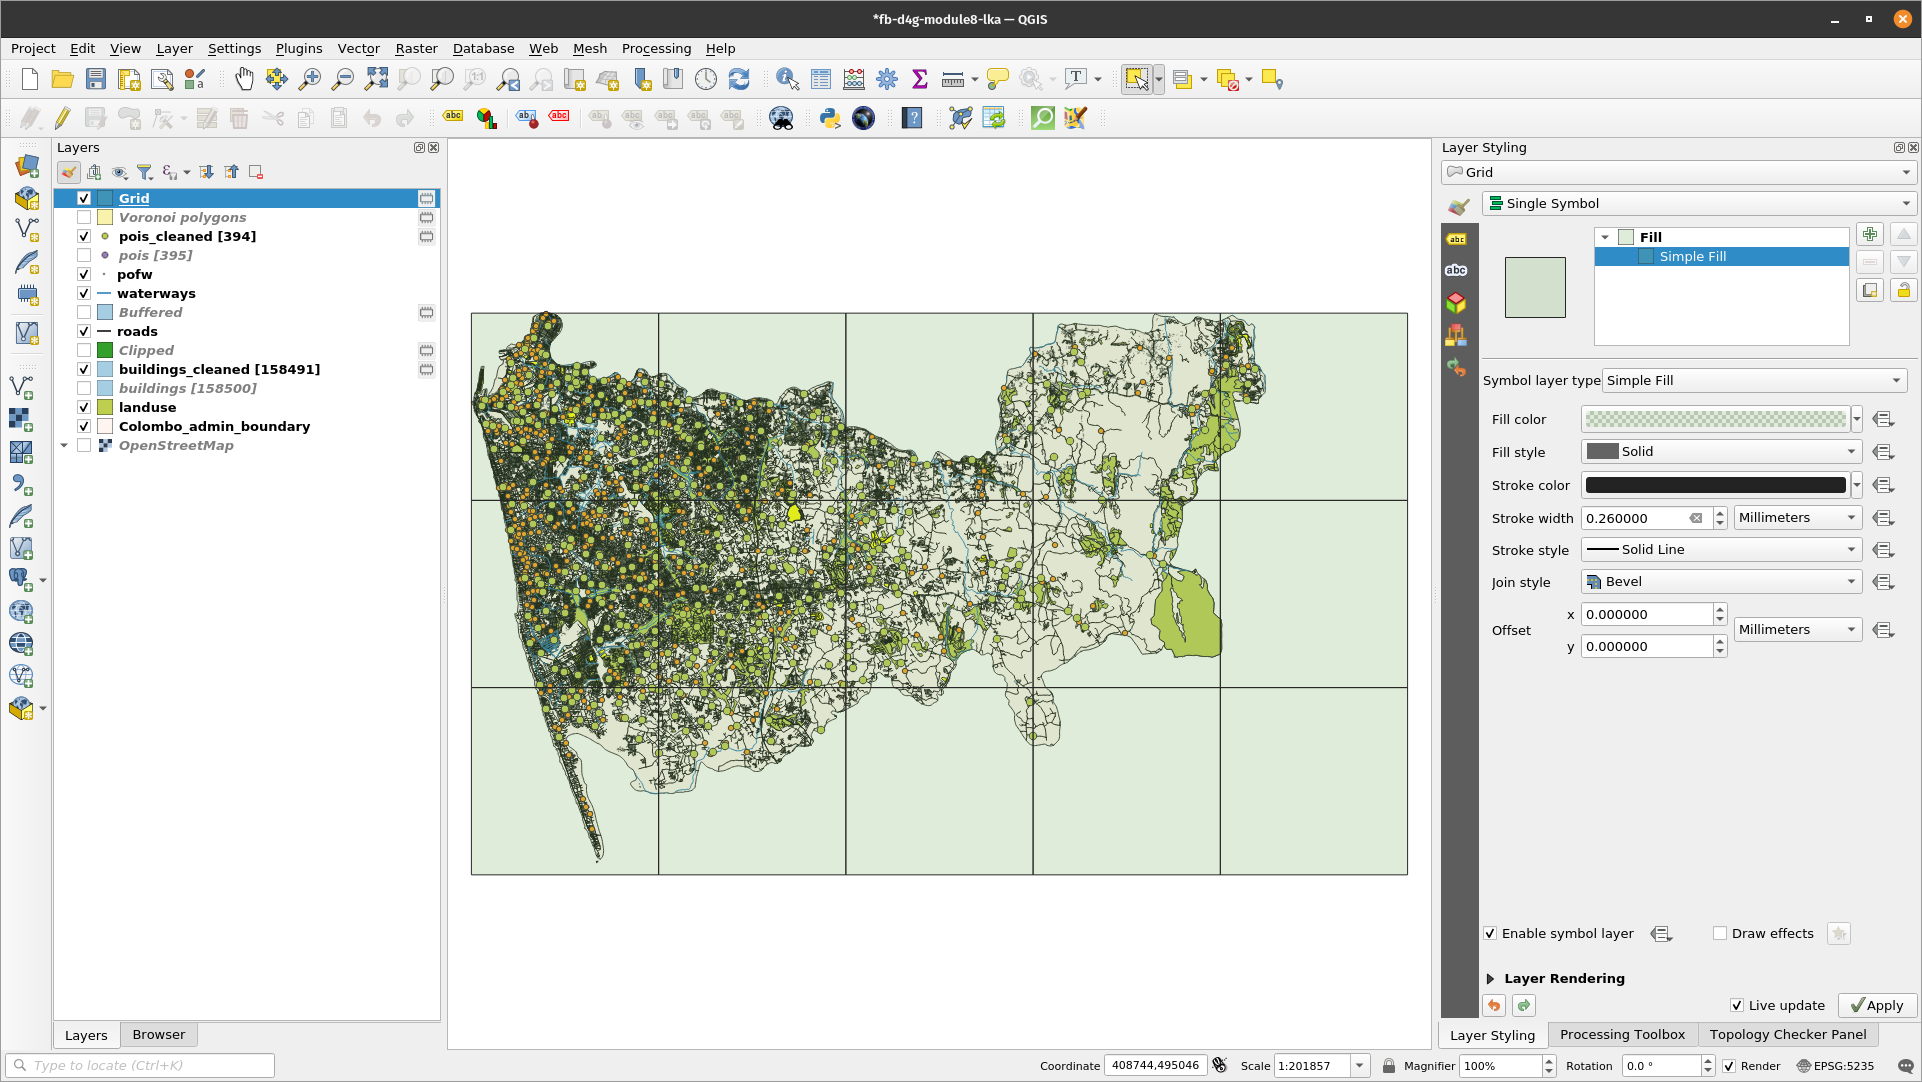 *fb-d4g-module8-lka — QGIS
Project Edit View Layer Settings Plugins Vector Raster Database Web Mesh Processing Help
Layers
Grid
Voronoi polygons
pois_cleaned [394]
pois [395]
pofw
waterways
Buffered
roads
Clipped
buildings_cleaned [158491]
buildings [158500]
landuse
Colombo_admin_boundary
OpenStreetMap
Layers Browser
Layer Styling
Grid
Single Symbol
Fill
Simple Fill
Symbol layer type Simple Fill
Fill color
Fill style Solid
Stroke color
Stroke width 0.260000 Millimeters
Stroke style Solid Line
Join style Bevel
Offset x 0.000000 Millimeters
y 0.000000
Enable symbol layer Draw effects
Layer Rendering
Live update Apply
Layer Styling Processing Toolbox Topology Checker Panel
Type to locate (Ctrl+K) Coordinate 408744,495046 Scale 1:201857 Magnifier 100% Rotation 0.0 ° Render EPSG:5235